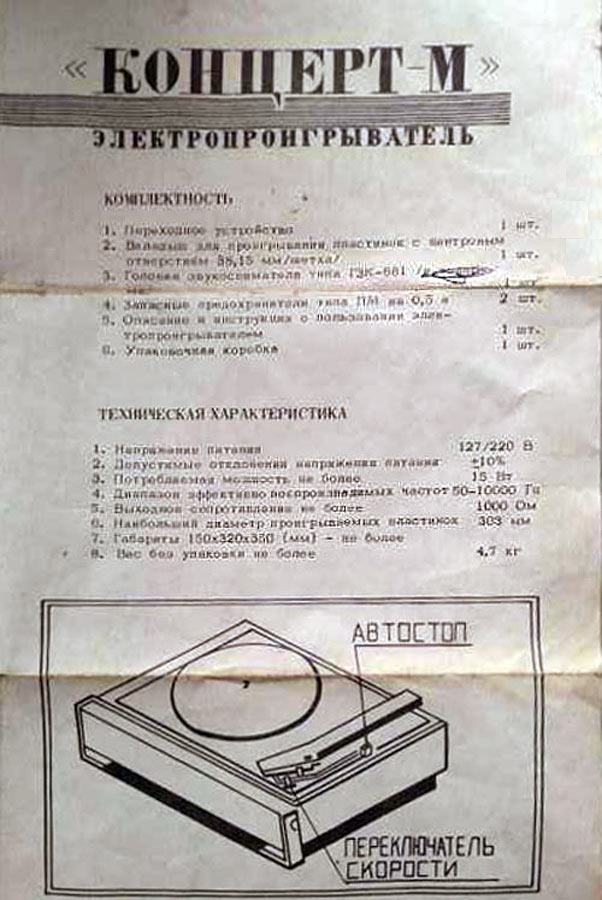 «КОНЦЕРТ-М»
ЭЛЕКТРОПРОИГРЫВАТЕЛЬ
КОМПЛЕКТНОСТЬ
1. Переходное устройство 1 шт.
2. Вкладыш для проигрывания пластинок с центровым
отверстием 38,15 мм/метка/ 1 шт.
3. Головка звукоснимателя типа ГЗК-661 1 шт.
4. Запасные предохранители типа ПМ на 0,5 а 2 шт.
5. Описание и инструкция о пользовании элек-
тропроигрывателем 1 шт.
6. Упаковочная коробка 1 шт.
ТЕХНИЧЕСКАЯ ХАРАКТЕРИСТИКА
1. Напряжение питания 127/220 В
2. Допустимые отклонения напряжения питания ±10%
3. Потребляемая мощность не более 15 Вт
4. Диапазон эффективно воспроизводимых частот 50-10000 Гц
5. Выходное сопротивление не более 1000 Ом
6. Наибольший диаметр проигрываемых пластинок 303 мм
7. Габариты 150х320х350 (мм) - не более
8. Вес без упаковки не более 4,7 кг
АВТОСТОП
ПЕРЕКЛЮЧАТЕЛЬ
СКОРОСТИ